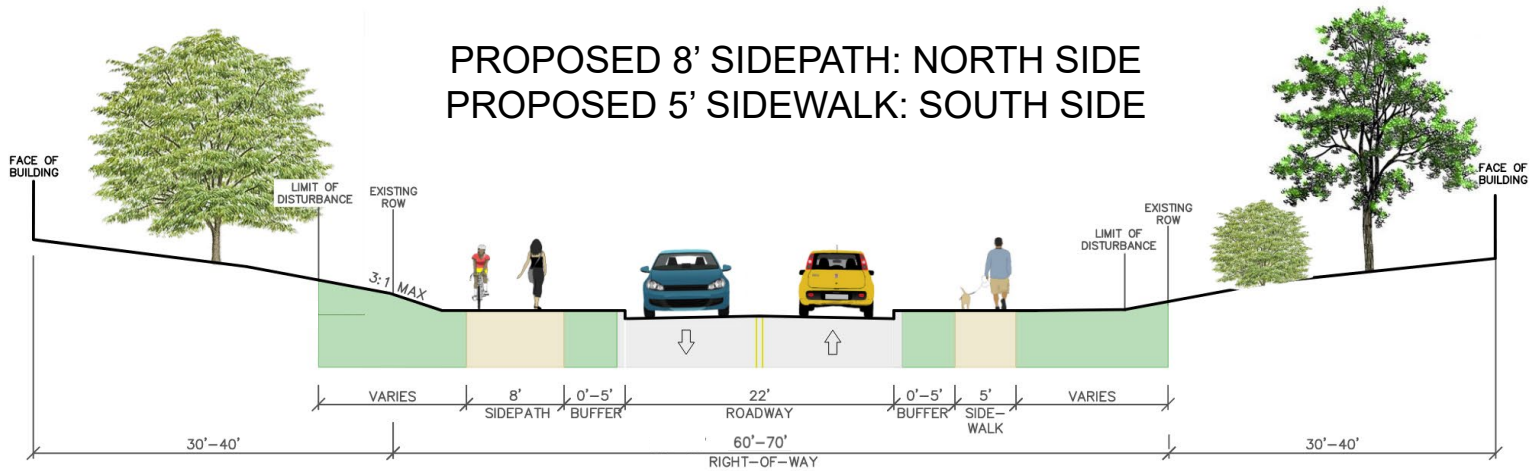 PROPOSED 8’ SIDEPATH: NORTH SIDE
PROPOSED 5’ SIDEWALK: SOUTH SIDE
FACE OF
BUILDING
LIMIT OF
DISTURBANCE
EXISTING
ROW
3:1 MAX
LIMIT OF
DISTURBANCE
EXISTING
ROW
FACE OF
BUILDING
VARIES
8'
SIDEPATH
0'-5'
BUFFER
22'
ROADWAY
0'-5'
BUFFER
5'
SIDE-
WALK
VARIES
30'-40'
60'-70'
RIGHT-OF-WAY
30'-40'